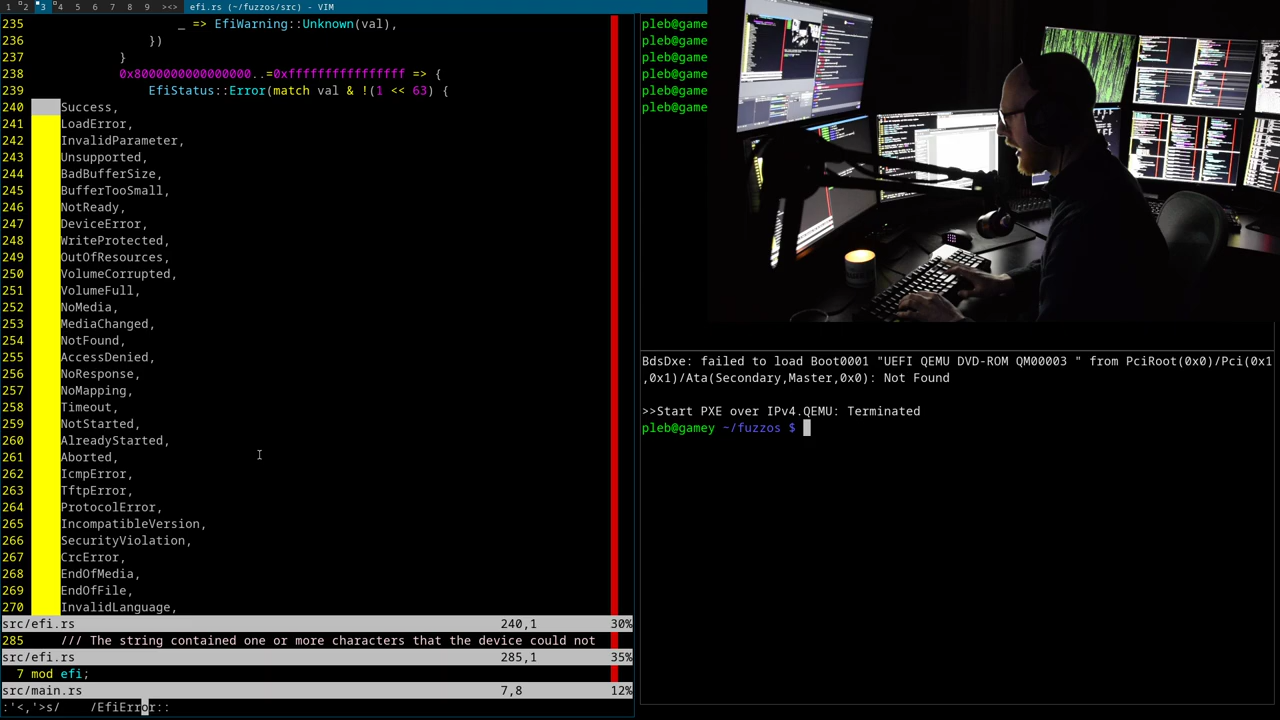 1 2 3 4 5 6 7 8 9 ><> efi.rs (~/fuzzos/src) - VIM
235 _ => EfiWarning::Unknown(val),
236 })
237 }
238 0x8000000000000000..=0xffffffffffffffff => {
239 EfiStatus::Error(match val & !(1 << 63) {
240 Success,
241 LoadError,
242 InvalidParameter,
243 Unsupported,
244 BadBufferSize,
245 BufferTooSmall,
246 NotReady,
247 DeviceError,
248 WriteProtected,
249 OutOfResources,
250 VolumeCorrupted,
251 VolumeFull,
252 NoMedia,
253 MediaChanged,
254 NotFound,
255 AccessDenied,
256 NoResponse,
257 NoMapping,
258 Timeout,
259 NotStarted,
260 AlreadyStarted,
261 Aborted,
262 IcmpError,
263 TftpError,
264 ProtocolError,
265 IncompatibleVersion,
266 SecurityViolation,
267 CrcError,
268 EndOfMedia,
269 EndOfFile,
270 InvalidLanguage,
src/efi.rs 240,1 30%
285 /// The string contained one or more characters that the device could not
src/efi.rs 285,1 35%
7 mod efi;
src/main.rs 7,8 12%
:'<,'>s/    /EfiError::
pleb@game
pleb@game
pleb@game
pleb@game
pleb@game
pleb@game
BdsDxe: failed to load Boot0001 "UEFI QEMU DVD-ROM QM00003 " from PciRoot(0x0)/Pci(0x1
,0x1)/Ata(Secondary,Master,0x0): Not Found
>>Start PXE over IPv4.QEMU: Terminated
pleb@gamey ~/fuzzos $